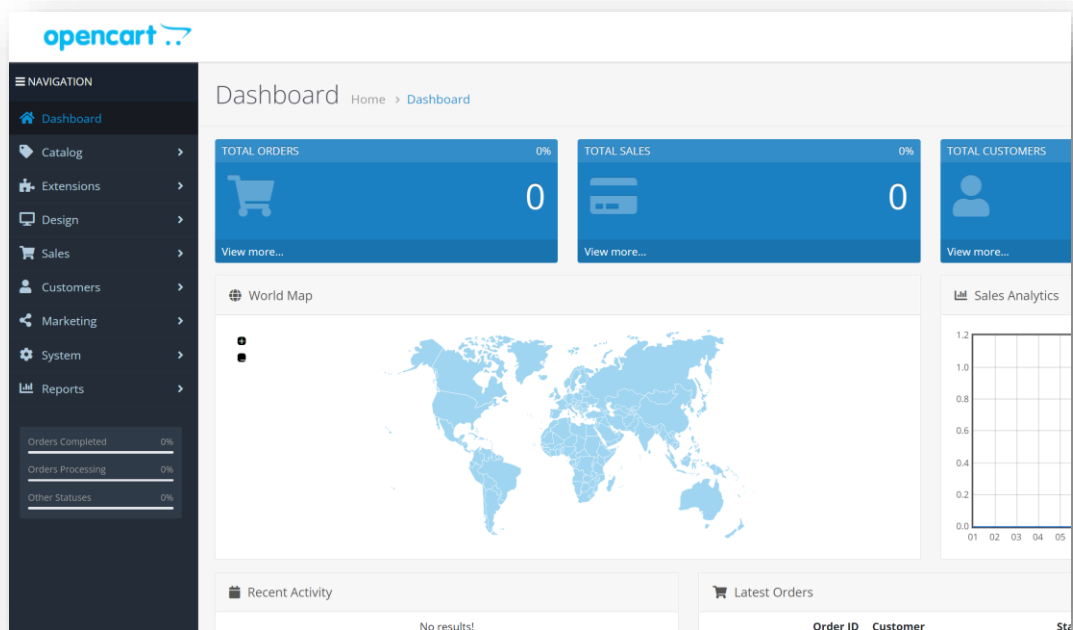 opencart
NAVIGATION
Dashboard
Catalog
Extensions
Design
Sales
Customers
Marketing
System
Reports
Orders Completed 0%
Orders Processing 0%
Other Statuses 0%
Dashboard Home > Dashboard
TOTAL ORDERS 0%
0
View more...
TOTAL SALES 0%
0
View more...
TOTAL CUSTOMERS
View more...
World Map
Sales Analytics
1.2
1.0
0.8
0.6
0.4
0.2
0.0
01 02 03 04 05
Recent Activity
No results!
Latest Orders
Order ID Customer